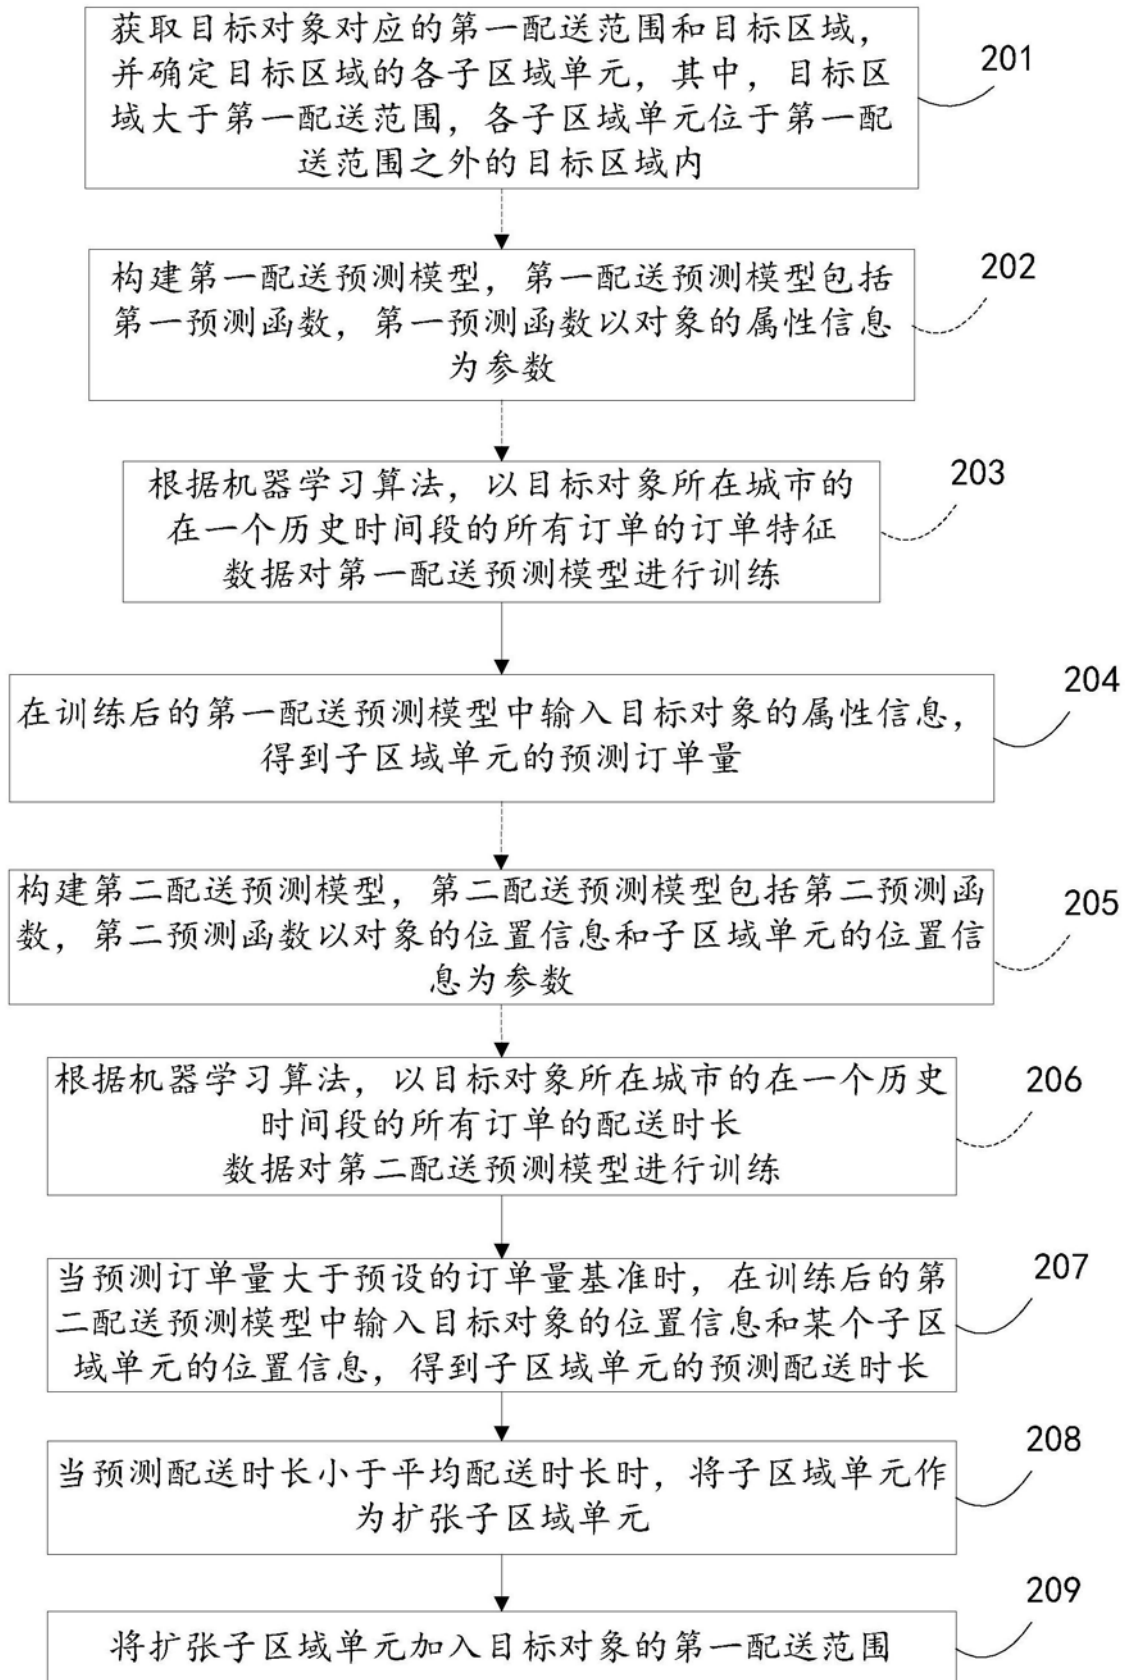 获取目标对象对应的第一配送范围和目标区域，
并确定目标区域的各子区域单元，其中，目标区
域大于第一配送范围，各子区域单元位于第一配
送范围之外的目标区域内
201
构建第一配送预测模型，第一配送预测模型包括
第一预测函数，第一预测函数以对象的属性信息
为参数
202
根据机器学习算法，以目标对象所在城市的
在一个历史时间段的所有订单的订单特征
数据对第一配送预测模型进行训练
203
在训练后的第一配送预测模型中输入目标对象的属性信息，
得到子区域单元的预测订单量
204
构建第二配送预测模型，第二配送预测模型包括第二预测函
数，第二预测函数以对象的位置信息和子区域单元的位置信
息为参数
205
根据机器学习算法，以目标对象所在城市的在一个历史
时间段的所有订单的配送时长
数据对第二配送预测模型进行训练
206
当预测订单量大于预设的订单量基准时，在训练后的第
二配送预测模型中输入目标对象的位置信息和某个子区
域单元的位置信息，得到子区域单元的预测配送时长
207
当预测配送时长小于平均配送时长时，将子区域单元作
为扩张子区域单元
208
将扩张子区域单元加入目标对象的第一配送范围
209